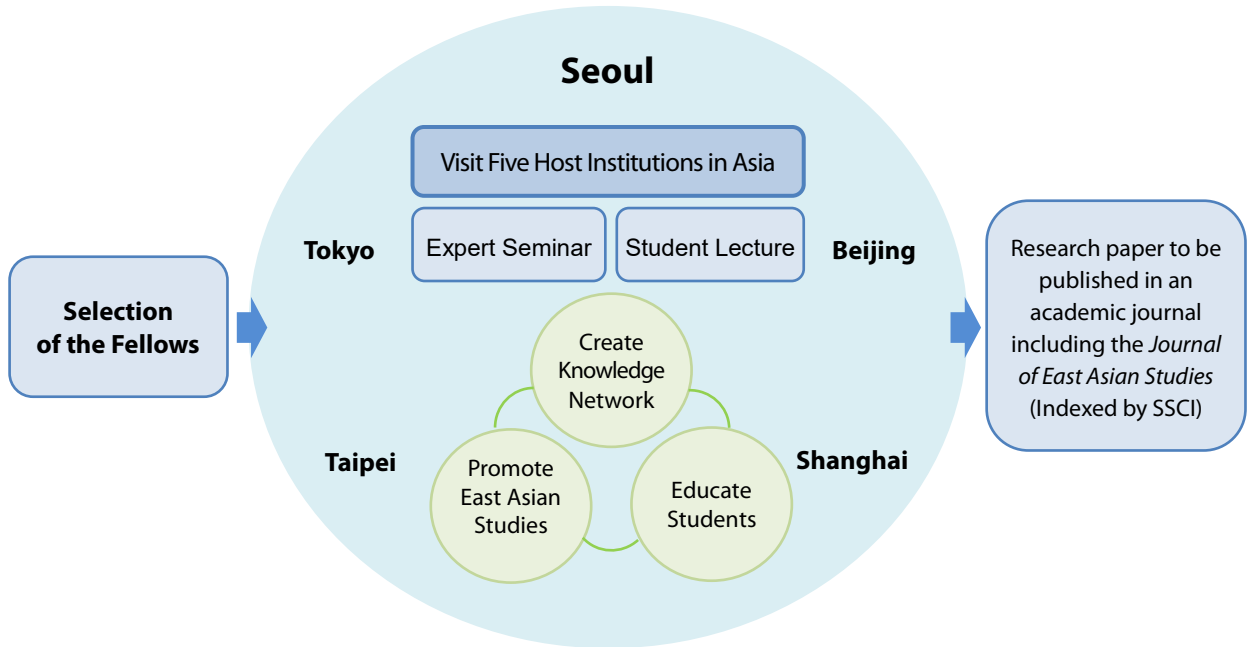 Seoul
Visit Five Host Institutions in Asia
Tokyo
Expert Seminar
Student Lecture
Beijing
Selection
of the Fellows
Research paper to be
published in an
academic journal
including the Journal
of East Asian Studies
(Indexed by SSCI)
Create
Knowledge
Network
Taipei
Promote
East Asian
Studies
Educate
Students
Shanghai